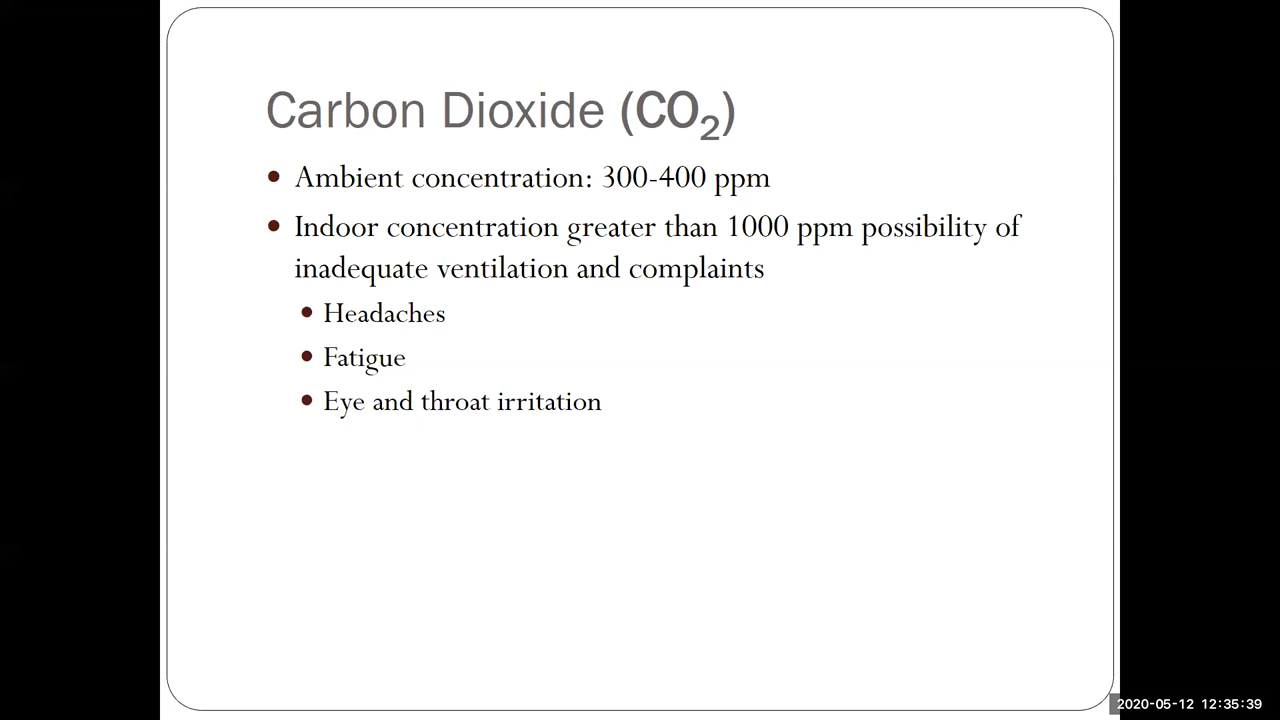 Carbon Dioxide (CO₂)
• Ambient concentration: 300-400 ppm
• Indoor concentration greater than 1000 ppm possibility of
inadequate ventilation and complaints
• Headaches
• Fatigue
• Eye and throat irritation
2020-05-12 12:35:39